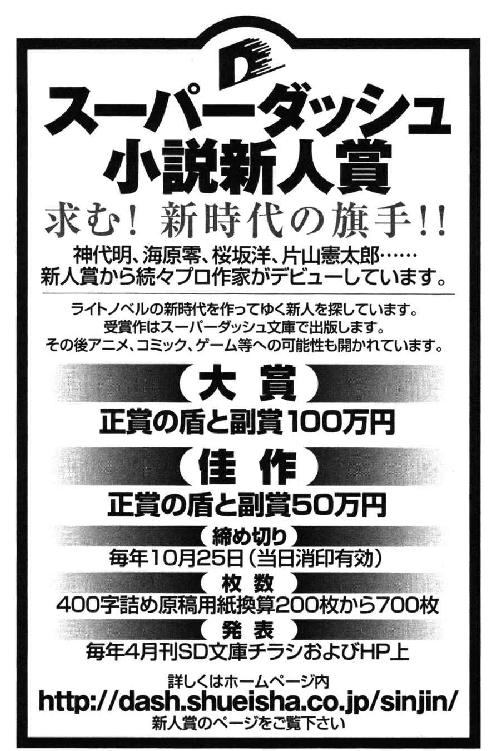 D
スーパーダッシュ
小説新人賞
求む! 新時代の旗手!!
神代明、海原零、桜坂洋、片山憲太郎……
新人賞から続々プロ作家がデビューしています。
ライトノベルの新時代を作ってゆく新人を探しています。
受賞作はスーパーダッシュ文庫で出版します。
その後アニメ、コミック、ゲーム等への可能性も開かれています。
大賞
正賞の盾と副賞100万円
佳作
正賞の盾と副賞50万円
締め切り
毎年10月25日(当日消印有効)
枚数
400字詰め原稿用紙換算200枚から700枚
発表
毎年4月刊SD文庫チラシおよびHP上
詳しくはホームページ内
http://dash.shueisha.co.jp/sinjin/
新人賞のページをご覧下さい